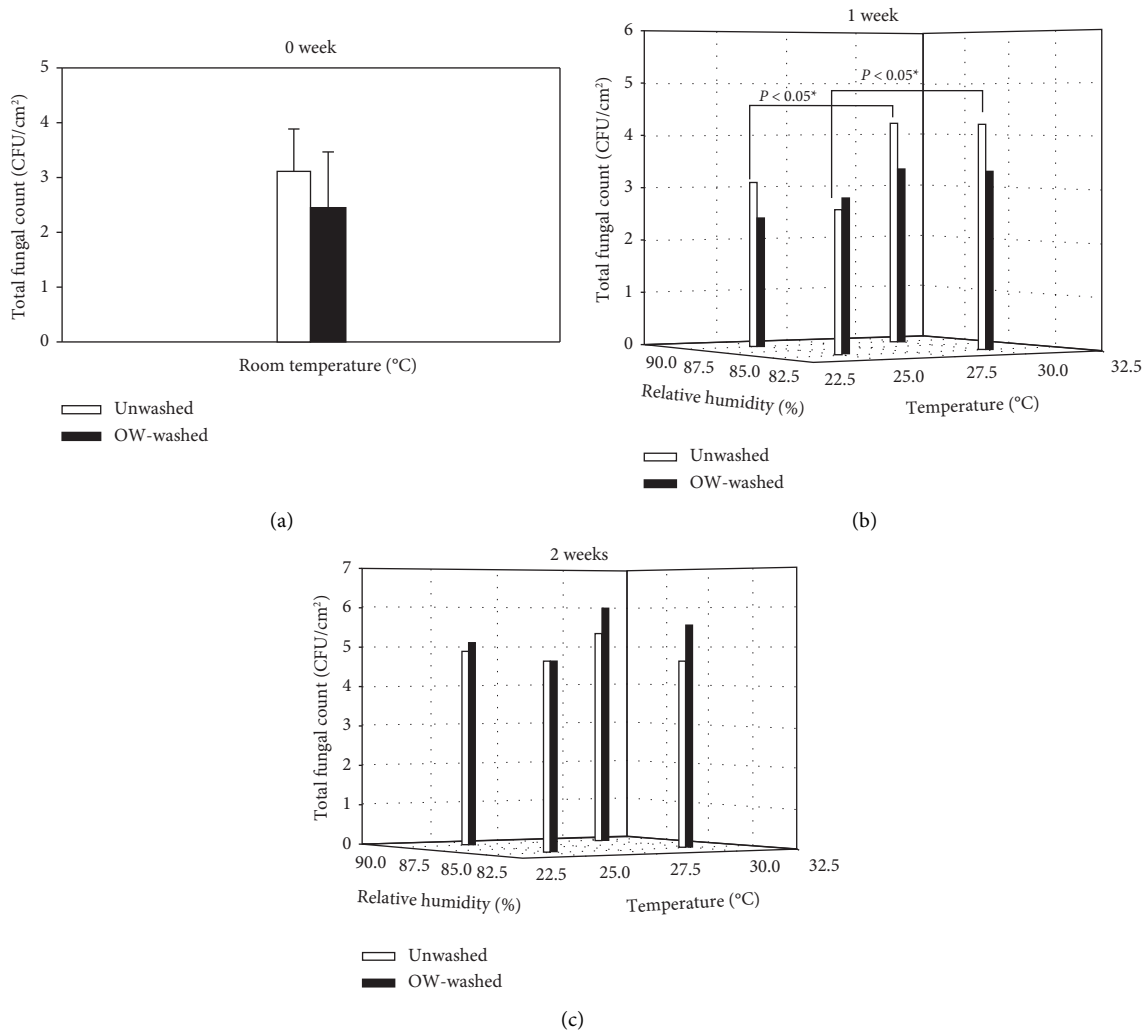 0 week
5
4
3
2
1
0
Total fungal count (CFU/cm²)
Room temperature (°C)
Unwashed
OW-washed
(a)
1 week
6
5
4
3
2
1
0
Total fungal count (CFU/cm²)
P < 0.05*
P < 0.05*
90.0
87.5
85.0
82.5
Relative humidity (%)
22.5
25.0
27.5
30.0
32.5
Temperature (°C)
Unwashed
OW-washed
(b)
2 weeks
7
6
5
4
3
2
1
0
Total fungal count (CFU/cm²)
90.0
87.5
85.0
82.5
Relative humidity (%)
22.5
25.0
27.5
30.0
32.5
Temperature (°C)
Unwashed
OW-washed
(c)